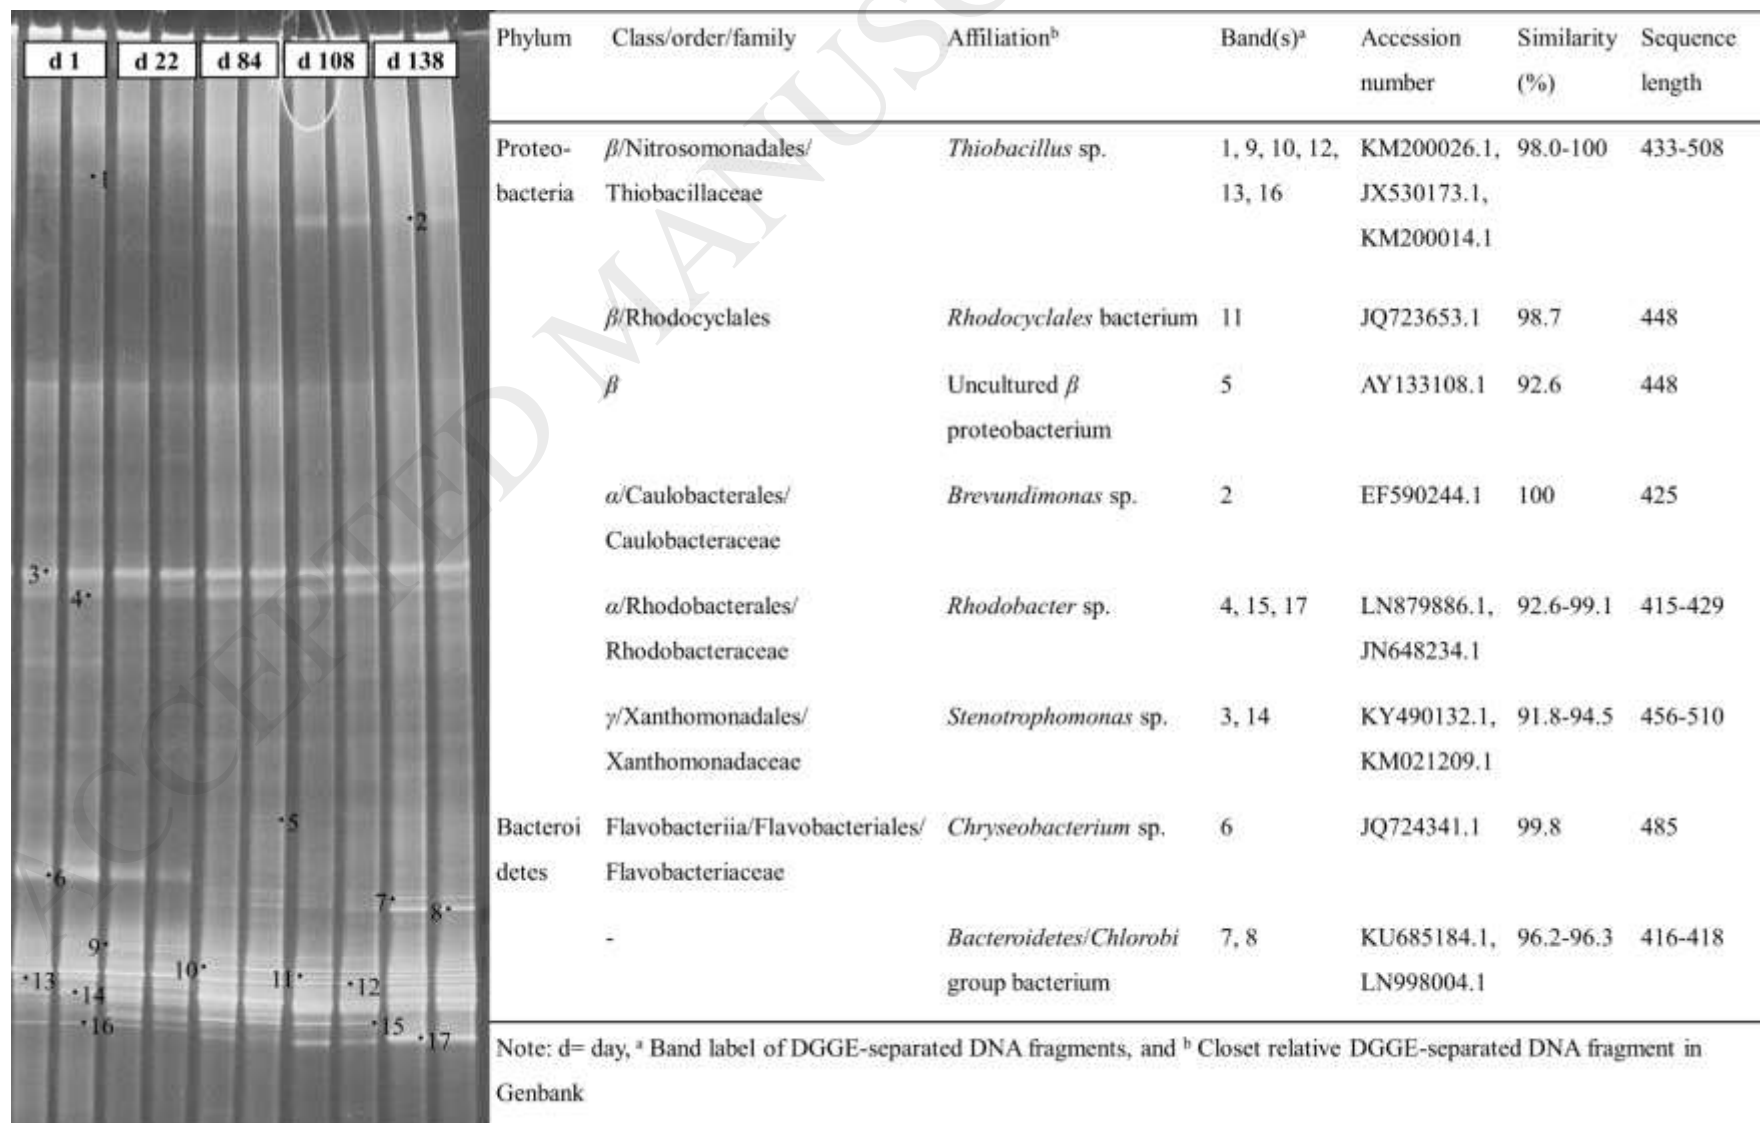 d 1 d 22 d 84 d 108 d 138
·1
·2
3·
4·
·5
·6
7·
8·
9·
10·
11·
·12
·13
·14
·15
·16
·17
Phylum Class/order/family Affiliationᵇ Band(s)ᵃ Accession Similarity Sequence
number (%) length
Proteo- β/Nitrosomonadales/ Thiobacillus sp. 1, 9, 10, 12, KM200026.1, 98.0-100 433-508
bacteria Thiobacillaceae 13, 16 JX530173.1,
KM200014.1
β/Rhodocyclales Rhodocyclales bacterium 11 JQ723653.1 98.7 448
β Uncultured β 5 AY133108.1 92.6 448
proteobacterium
α/Caulobacterales/ Brevundimonas sp. 2 EF590244.1 100 425
Caulobacteraceae
α/Rhodobacterales/ Rhodobacter sp. 4, 15, 17 LN879886.1, 92.6-99.1 415-429
Rhodobacteraceae JN648234.1
γ/Xanthomonadales/ Stenotrophomonas sp. 3, 14 KY490132.1, 91.8-94.5 456-510
Xanthomonadaceae KM021209.1
Bacteroi Flavobacteriia/Flavobacteriales/ Chryseobacterium sp. 6 JQ724341.1 99.8 485
detes Flavobacteriaceae
- Bacteroidetes/Chlorobi 7, 8 KU685184.1, 96.2-96.3 416-418
group bacterium LN998004.1
Note: d= day, ᵃ Band label of DGGE-separated DNA fragments, and ᵇ Closet relative DGGE-separated DNA fragment in
Genbank
ACCEPTED MANUSC